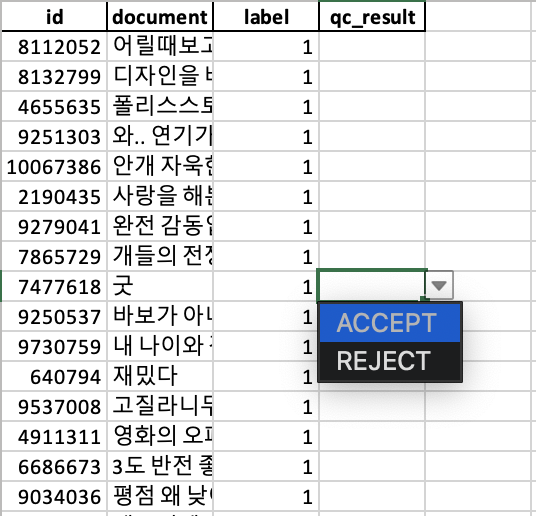 id document label qc_result
8112052 어릴때보고 1
8132799 디자인을 1
4655635 폴리스스토 1
9251303 와.. 연기가 1
10067386 안개 자욱한 1
2190435 사랑을 해본 1
9279041 완전 감동입 1
7865729 개들의 전쟁 1
7477618 굿 1
9250537 바보가 아니 1
ACCEPT
9730759 내 나이와 1
REJECT
640794 재밌다 1
9537008 고질라니무 1
4911311 영화의 오프 1
6686673 3도 반전 좋 1
9034036 평점 왜 낮아 1